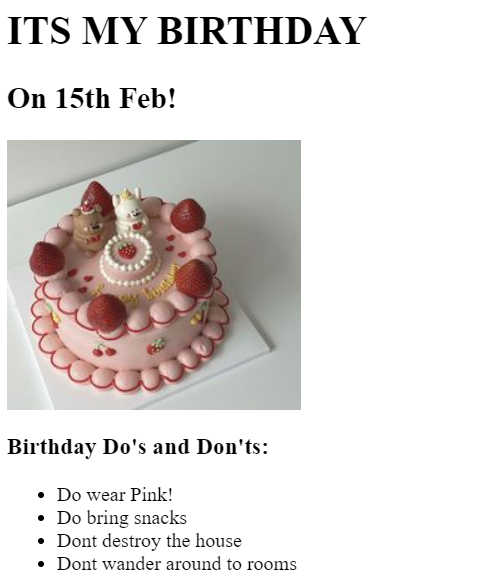 ITS MY BIRTHDAY
On 15th Feb!
Birthday Do's and Don'ts:
Do wear Pink!
Do bring snacks
Dont destroy the house
Dont wander around to rooms